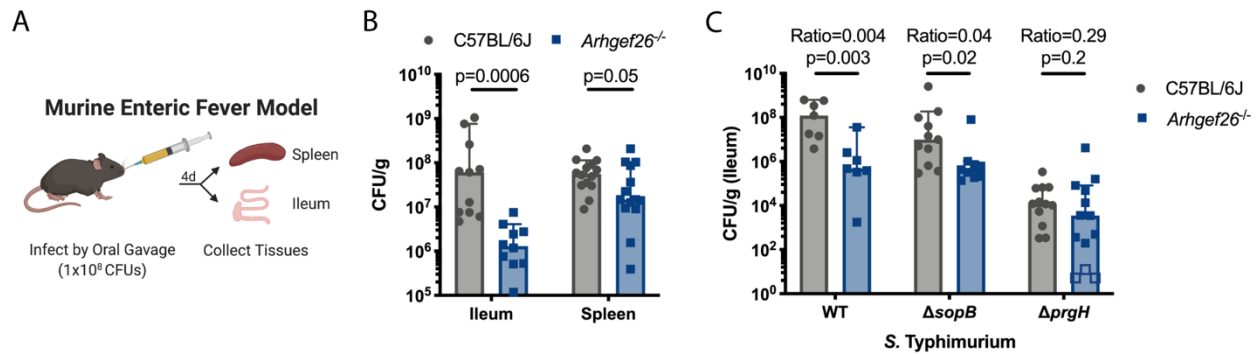 A
Murine Enteric Fever Model
4d
Spleen
Ileum
Infect by Oral Gavage
(1x10⁸ CFUs)
Collect Tissues
B
C57BL/6J
Arhgef26⁻/⁻
p=0.0006
p=0.05
10¹⁰
10⁹
10⁸
10⁷
10⁶
10⁵
CFU/g
Ileum
Spleen
C
Ratio=0.004
p=0.003
Ratio=0.04
p=0.02
Ratio=0.29
p=0.2
10¹⁰
10⁸
10⁶
10⁴
10²
10⁰
CFU/g (Ileum)
WT
ΔsopB
ΔprgH
S. Typhimurium
C57BL/6J
Arhgef26⁻/⁻